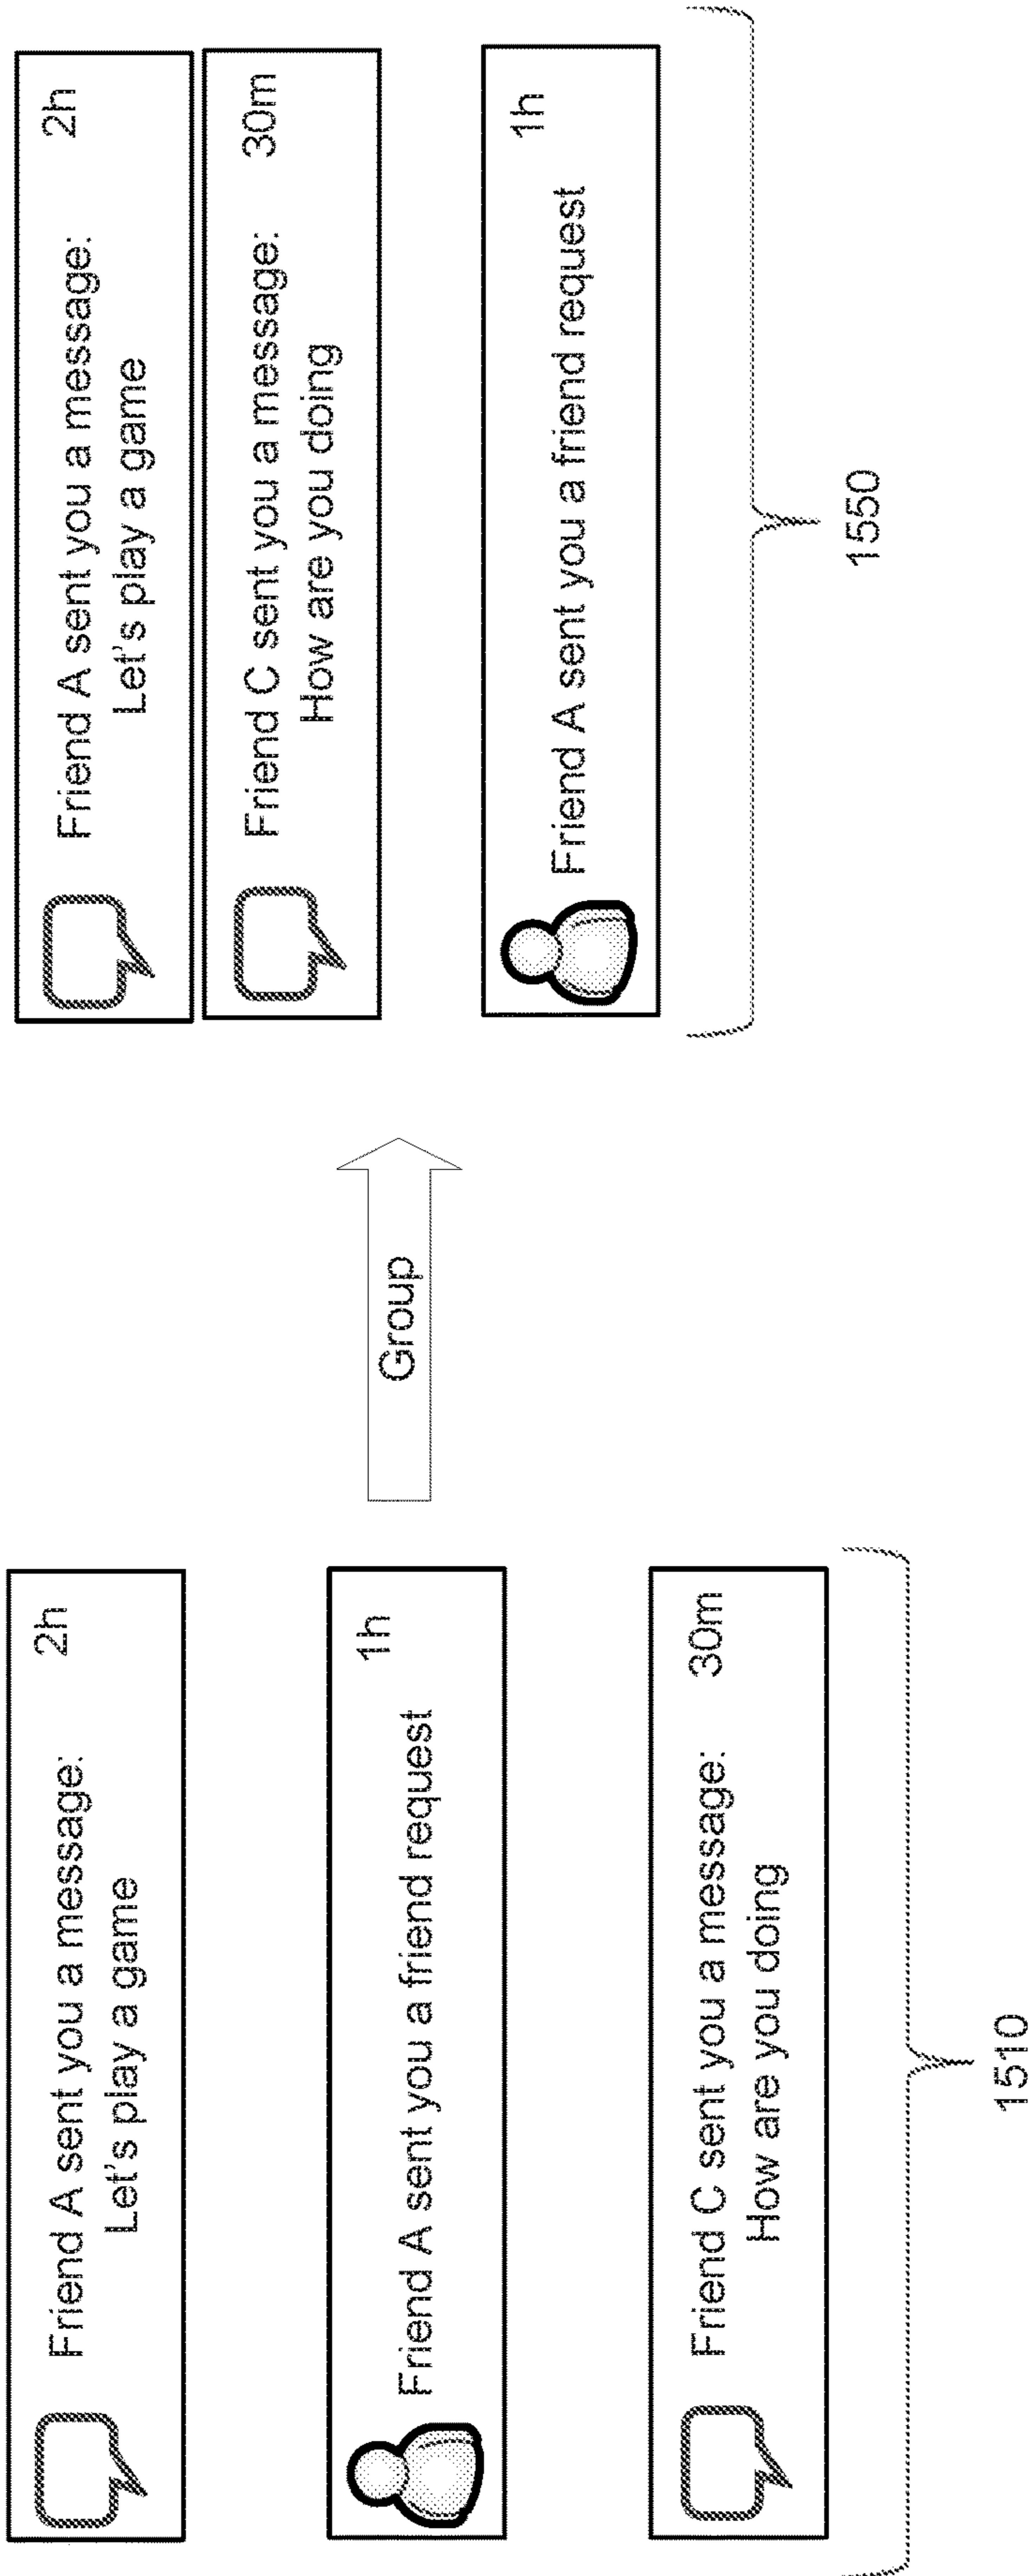 Friend A sent you a message: 2h
Let's play a game
Friend A sent you a friend request 1h
Friend C sent you a message: 30m
How are you doing
1510
Group
Friend A sent you a message: 2h
Let's play a game
Friend C sent you a message: 30m
How are you doing
Friend A sent you a friend request 1h
1550